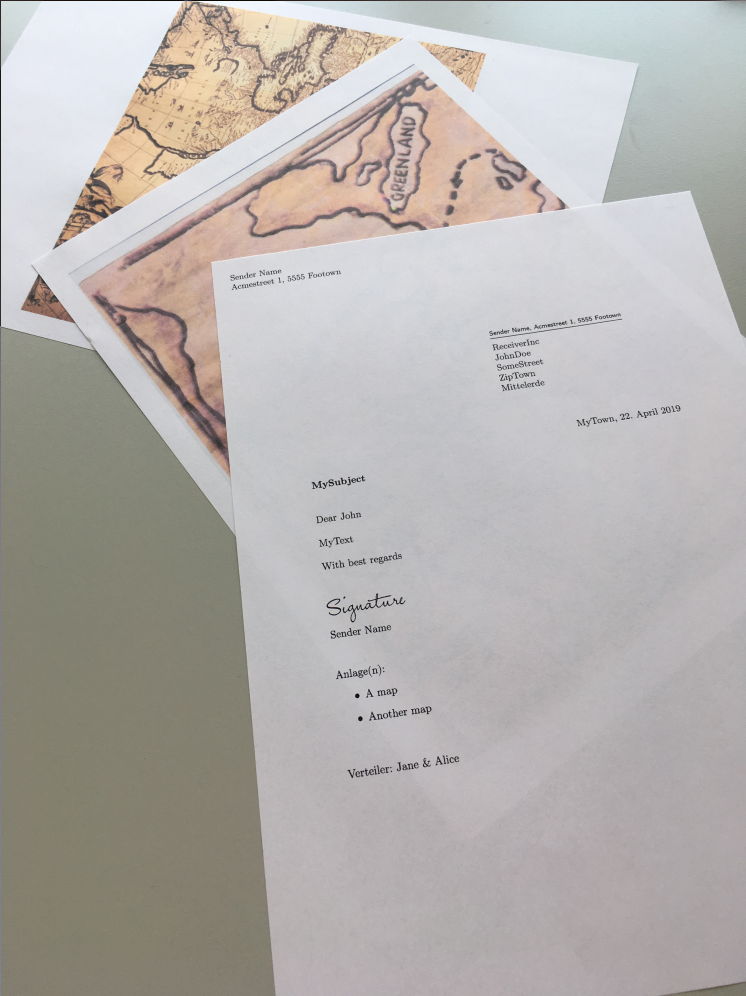 GREENLAND
Sender Name
Acmestreet 1, 5555 Footown
Sender Name, Acmestreet 1, 5555 Footown
ReceiverInc
JohnDoe
SomeStreet
ZipTown
Mittelerde
MyTown, 22. April 2019
MySubject
Dear John
MyText
With best regards
Signature
Sender Name
Anlage(n):
• A map
• Another map
Verteiler: Jane & Alice